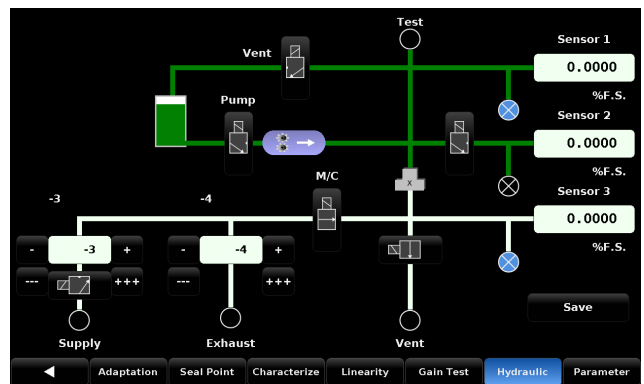 Test
Sensor 1
Vent
0.0000
%F.S.
Pump
Sensor 2
0.0000
%F.S.
M/C
X
Sensor 3
-3
-4
0.0000
- -3 +
- -4 +
%F.S.
--- +++
--- +++
Save
Supply
Exhaust
Vent
Adaptation Seal Point Characterize Linearity Gain Test Hydraulic Parameter